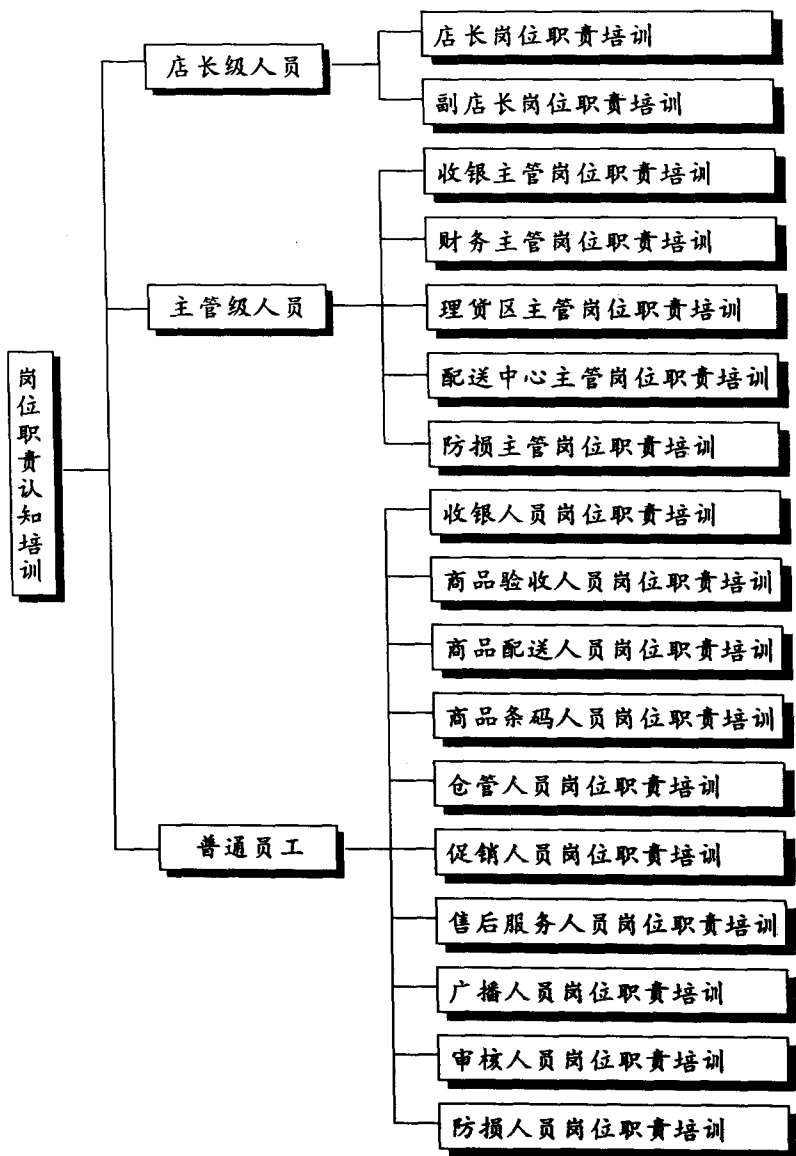 岗位职责认知培训
店长级人员
店长岗位职责培训
副店长岗位职责培训
主管级人员
收银主管岗位职责培训
财务主管岗位职责培训
理货区主管岗位职责培训
配送中心主管岗位职责培训
防损主管岗位职责培训
普通员工
收银人员岗位职责培训
商品验收人员岗位职责培训
商品配送人员岗位职责培训
商品条码人员岗位职责培训
仓管人员岗位职责培训
促销人员岗位职责培训
售后服务人员岗位职责培训
广播人员岗位职责培训
审核人员岗位职责培训
防损人员岗位职责培训